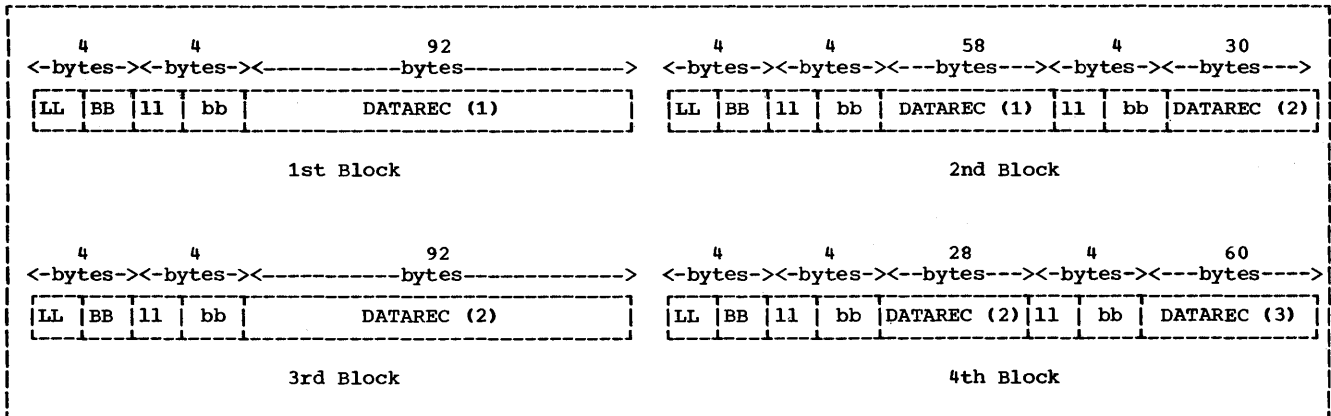 4 4 92 4 4 58 4 30
<-bytes-><-bytes-><------------bytes-------------> <-bytes-><-bytes-><---bytes---><-bytes-><---bytes--->
LL BB ll bb DATAREC (1) LL BB ll bb DATAREC (1) ll bb DATAREC (2)
1st Block 2nd Block
4 4 92 4 4 28 4 60
<-bytes-><-bytes-><------------bytes-------------> <-bytes-><-bytes-><--bytes---><-bytes-><---bytes---->
LL BB ll bb DATAREC (2) LL BB ll bb DATAREC (2) ll bb DATAREC (3)
3rd Block 4th Block